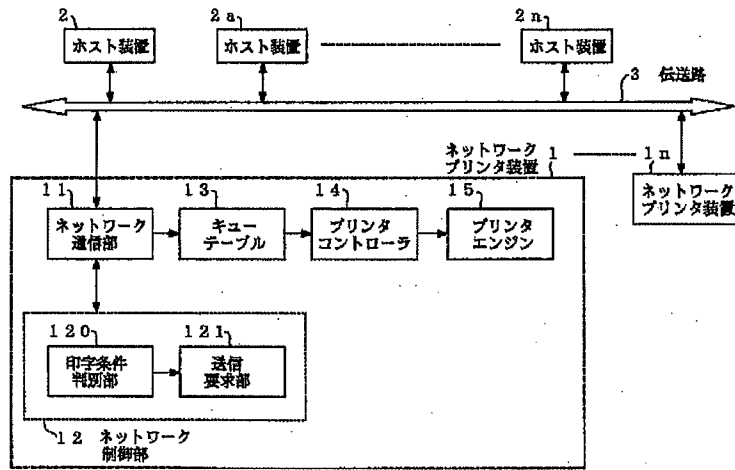 2 2a 2n
ホスト装置 ホスト装置 ホスト装置
3 伝送路
ネットワーク
プリンタ装置 1 1n
ネットワーク
プリンタ装置
11 13 14 15
ネットワーク
通信部
キュー
テーブル
プリンタ
コントローラ
プリンタ
エンジン
120 121
印字条件
判別部
送信
要求部
12 ネットワーク
制御部